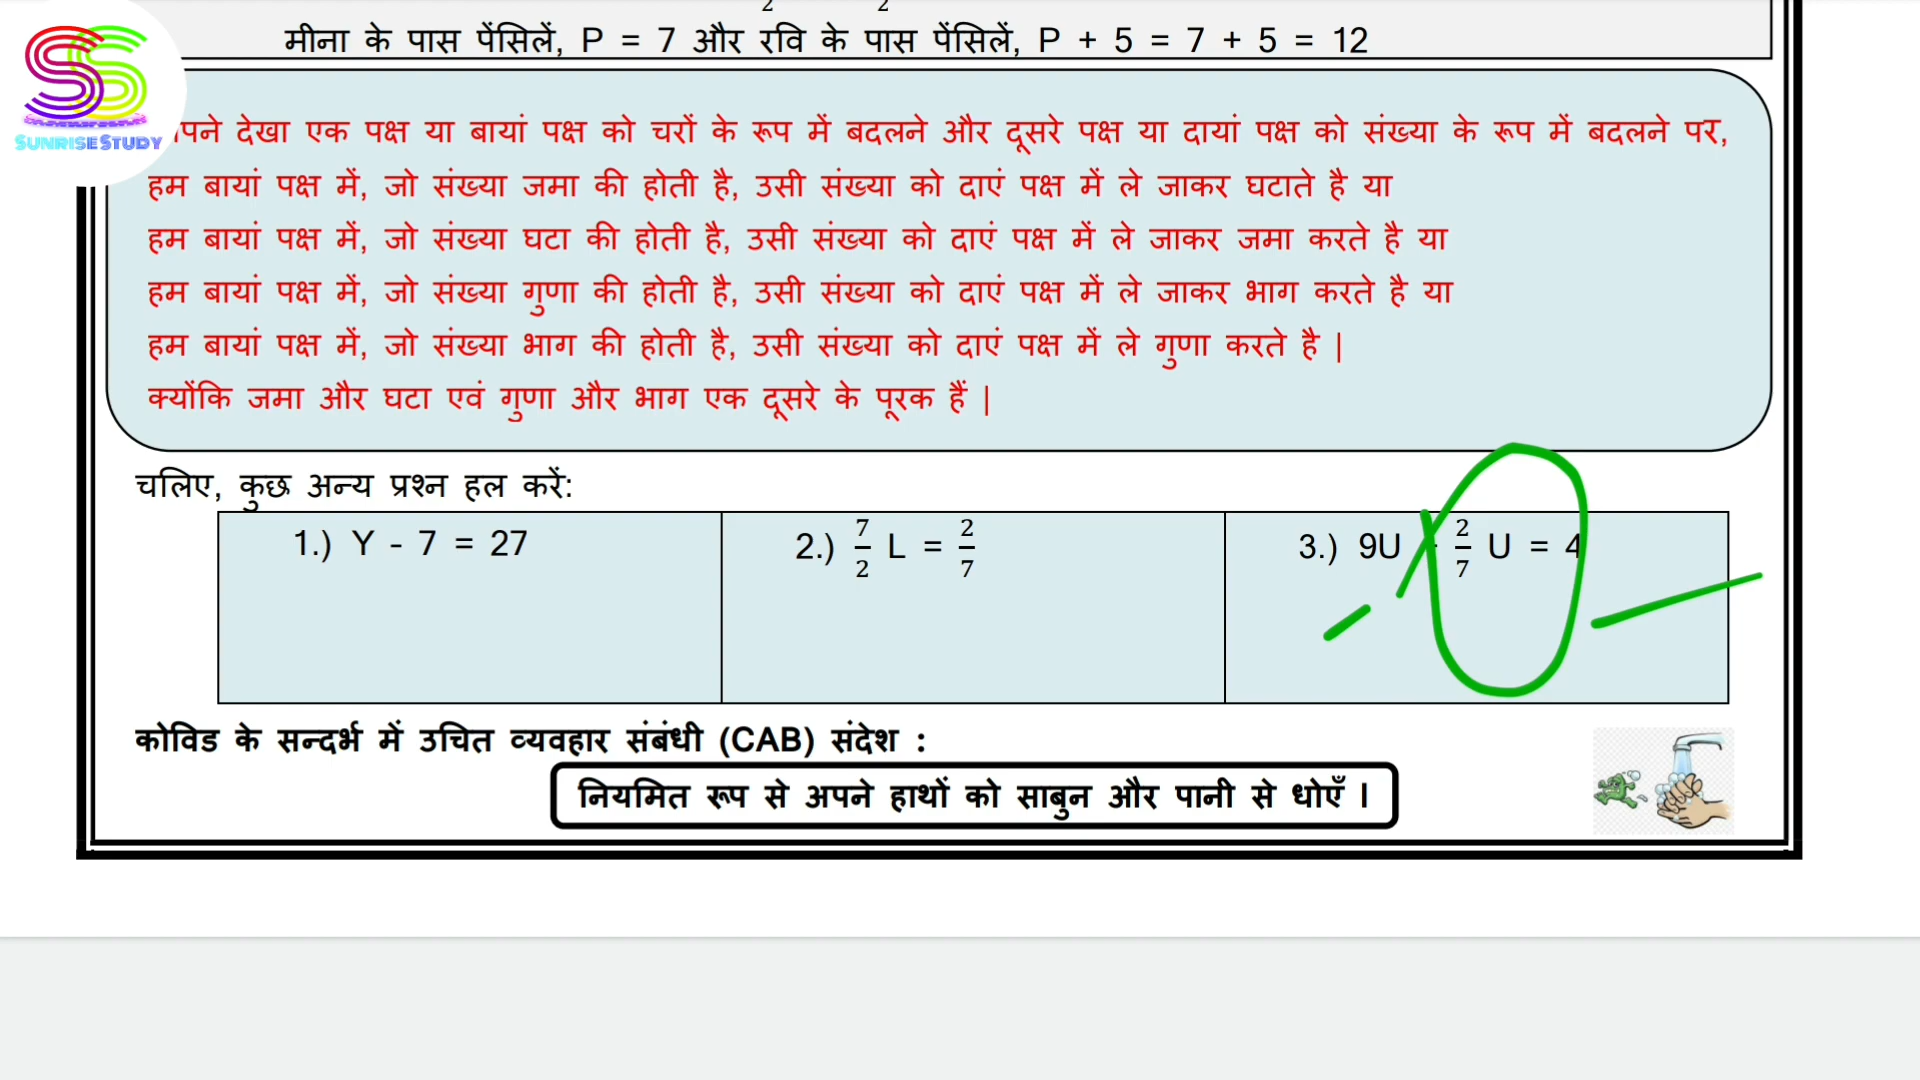 2 2
मीना के पास पेंसिलें, P = 7 और रवि के पास पेंसिलें, P + 5 = 7 + 5 = 12
SS
SUNRISESTUDY
देखा एक पक्ष या बायां पक्ष को चरों के रूप में बदलने और दूसरे पक्ष या दायां पक्ष को संख्या के रूप में बदलने पर,
हम बायां पक्ष में, जो संख्या जमा की होती है, उसी संख्या को दाएं पक्ष में ले जाकर घटाते है या
हम बायां पक्ष में, जो संख्या घटा की होती है, उसी संख्या को दाएं पक्ष में ले जाकर जमा करते है या
हम बायां पक्ष में, जो संख्या गुणा की होती है, उसी संख्या को दाएं पक्ष में ले जाकर भाग करते है या
हम बायां पक्ष में, जो संख्या भाग की होती है, उसी संख्या को दाएं पक्ष में ले गुणा करते है |
क्योंकि जमा और घटा एवं गुणा और भाग एक दूसरे के पूरक हैं |
चलिए, कुछ अन्य प्रश्न हल करें:
1.) Y - 7 = 27
2.) 7/2 L = 2/7
3.) 9U 2/7 U = 4
कोविड के सन्दर्भ में उचित व्यवहार संबंधी (CAB) संदेश :
नियमित रूप से अपने हाथों को साबुन और पानी से धोएँ ।